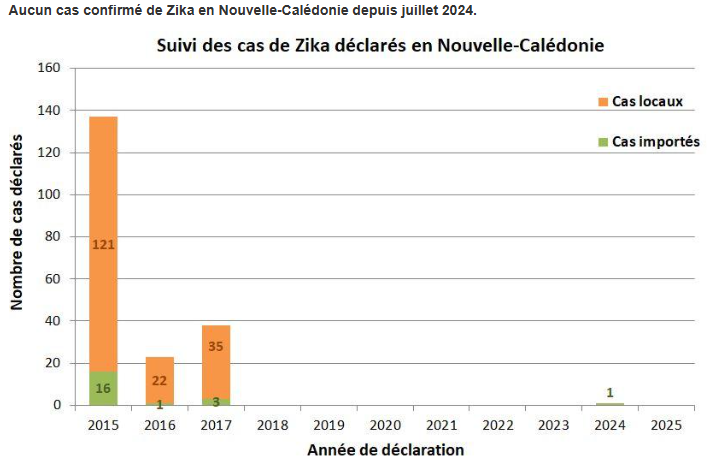 Aucun cas confirmé de Zika en Nouvelle-Calédonie depuis juillet 2024.
Suivi des cas de Zika déclarés en Nouvelle-Calédonie
Nombre de cas déclarés
160
140
120
100
80
60
40
20
0
Cas locaux
Cas importés
121
16
22
1
35
3
1
2015 2016 2017 2018 2019 2020 2021 2022 2023 2024 2025
Année de déclaration